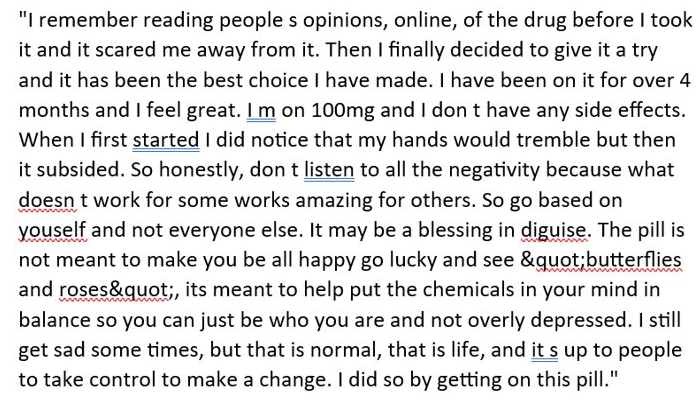 "I remember reading people s opinions, online, of the drug before I took
it and it scared me away from it. Then I finally decided to give it a try
and it has been the best choice I have made. I have been on it for over 4
months and I feel great. I m on 100mg and I don t have any side effects.
When I first started I did notice that my hands would tremble but then
it subsided. So honestly, don t listen to all the negativity because what
doesn t work for some works amazing for others. So go based on
youself and not everyone else. It may be a blessing in diguise. The pill is
not meant to make you be all happy go lucky and see &quot;butterflies
and roses&quot;, its meant to help put the chemicals in your mind in
balance so you can just be who you are and not overly depressed. I still
get sad some times, but that is normal, that is life, and it s up to people
to take control to make a change. I did so by getting on this pill."